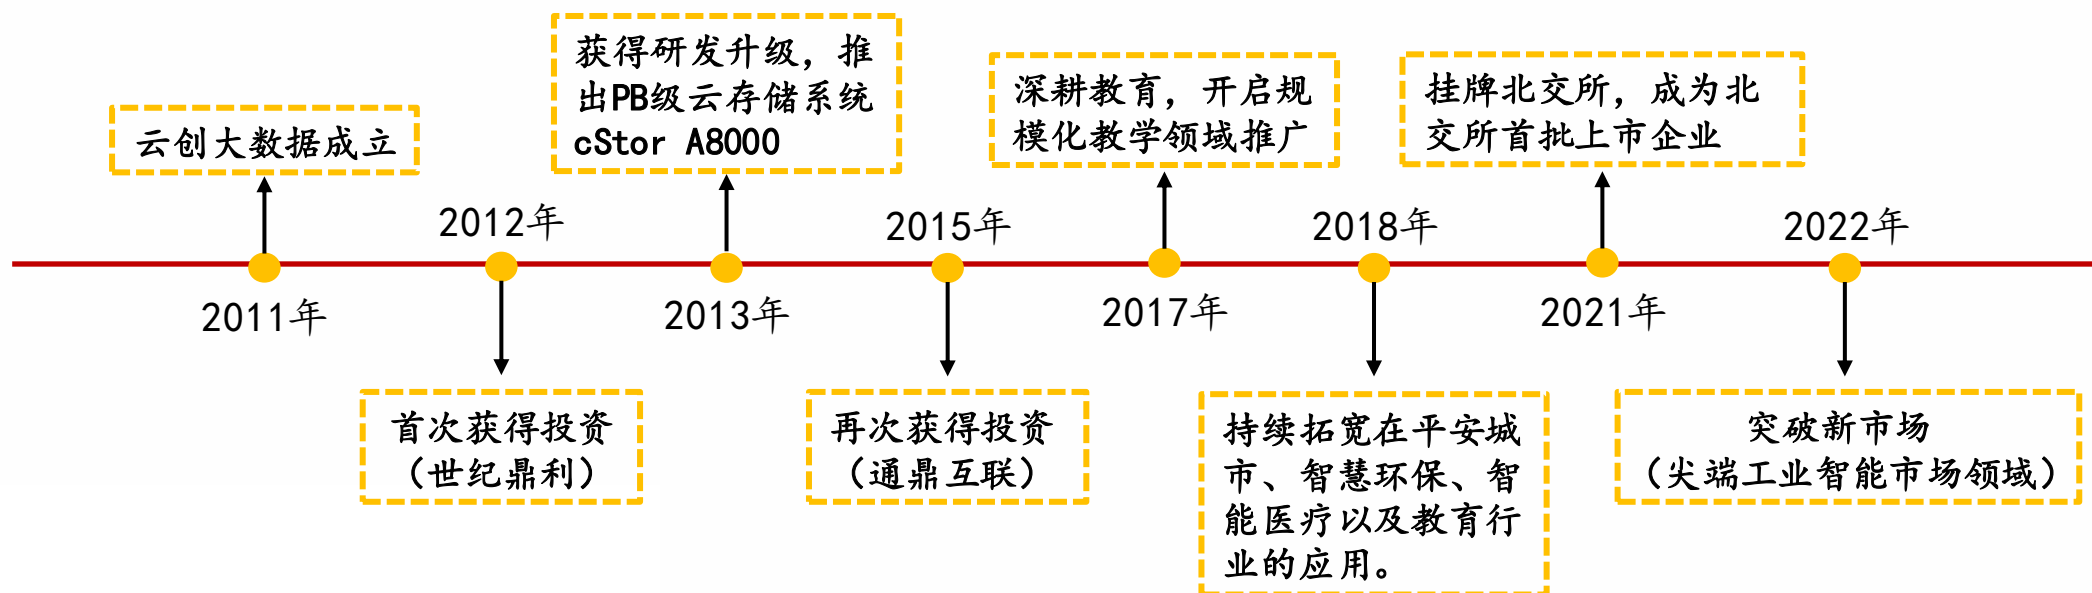 云创大数据成立
2011年
2012年
首次获得投资
（世纪鼎利）
获得研发升级，推
出PB级云存储系统
cStor A8000
2013年
2015年
再次获得投资
（通鼎互联）
深耕教育，开启规
模化教学领域推广
2017年
2018年
持续拓宽在平安城
市、智慧环保、智
能医疗以及教育行
业的应用。
挂牌北交所，成为北
交所首批上市企业
2021年
2022年
突破新市场
（尖端工业智能市场领域）